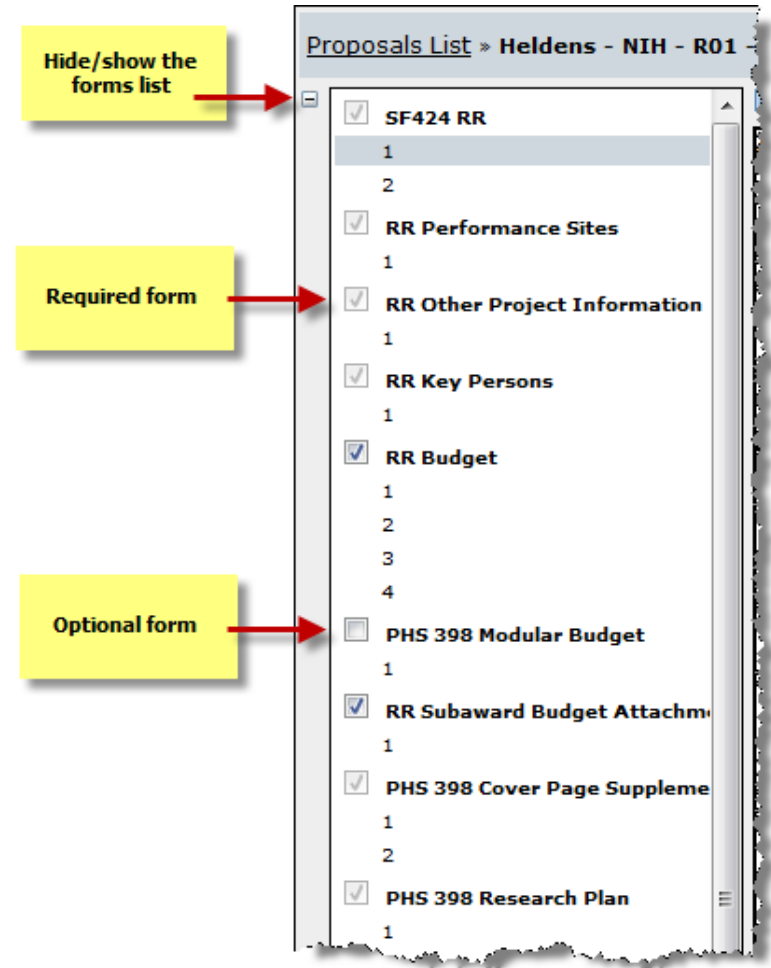 Proposals List » Heldens - NIH - R01 -
Hide/show the
forms list
SF424 RR
1
2
RR Performance Sites
1
Required form
RR Other Project Information
1
RR Key Persons
1
RR Budget
1
2
3
4
Optional form
PHS 398 Modular Budget
1
RR Subaward Budget Attachm
1
PHS 398 Cover Page Suppleme
1
2
PHS 398 Research Plan
1